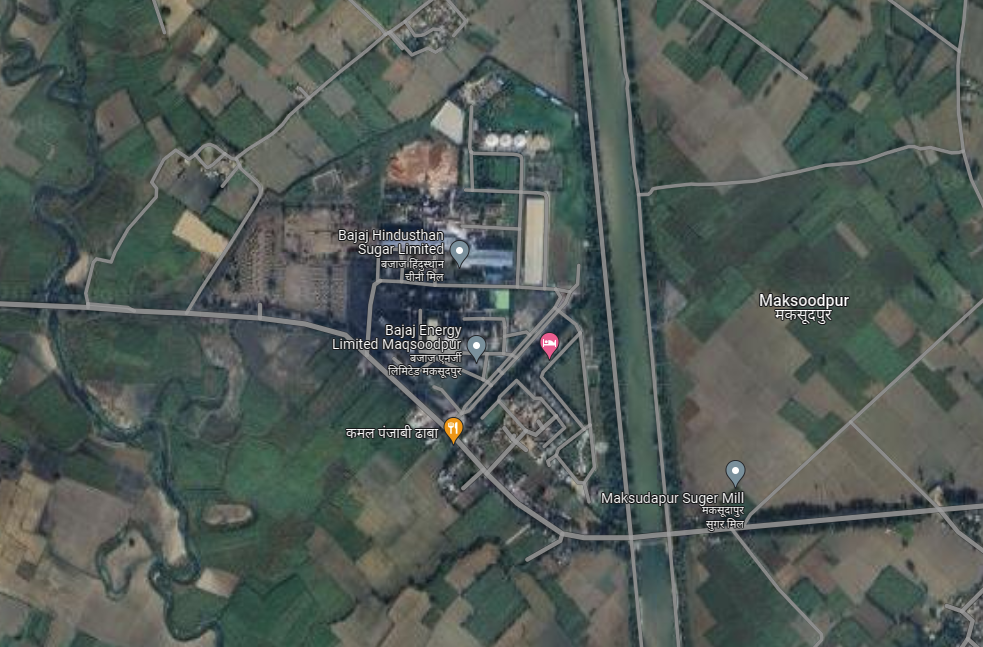 Bajaj Hindusthan
Sugar Limited
बजाज हिंदुस्थान
चीनी मिल
Maksoodpur
मकसूदपुर
Bajaj Energy
Limited Maqsoodpur
बजाज एनर्जी
लिमिटेड मकसूदपुर
कमल पंजाबी ढाबा
Maksudapur Suger Mill
मकसूदापुर
सुगर मिल